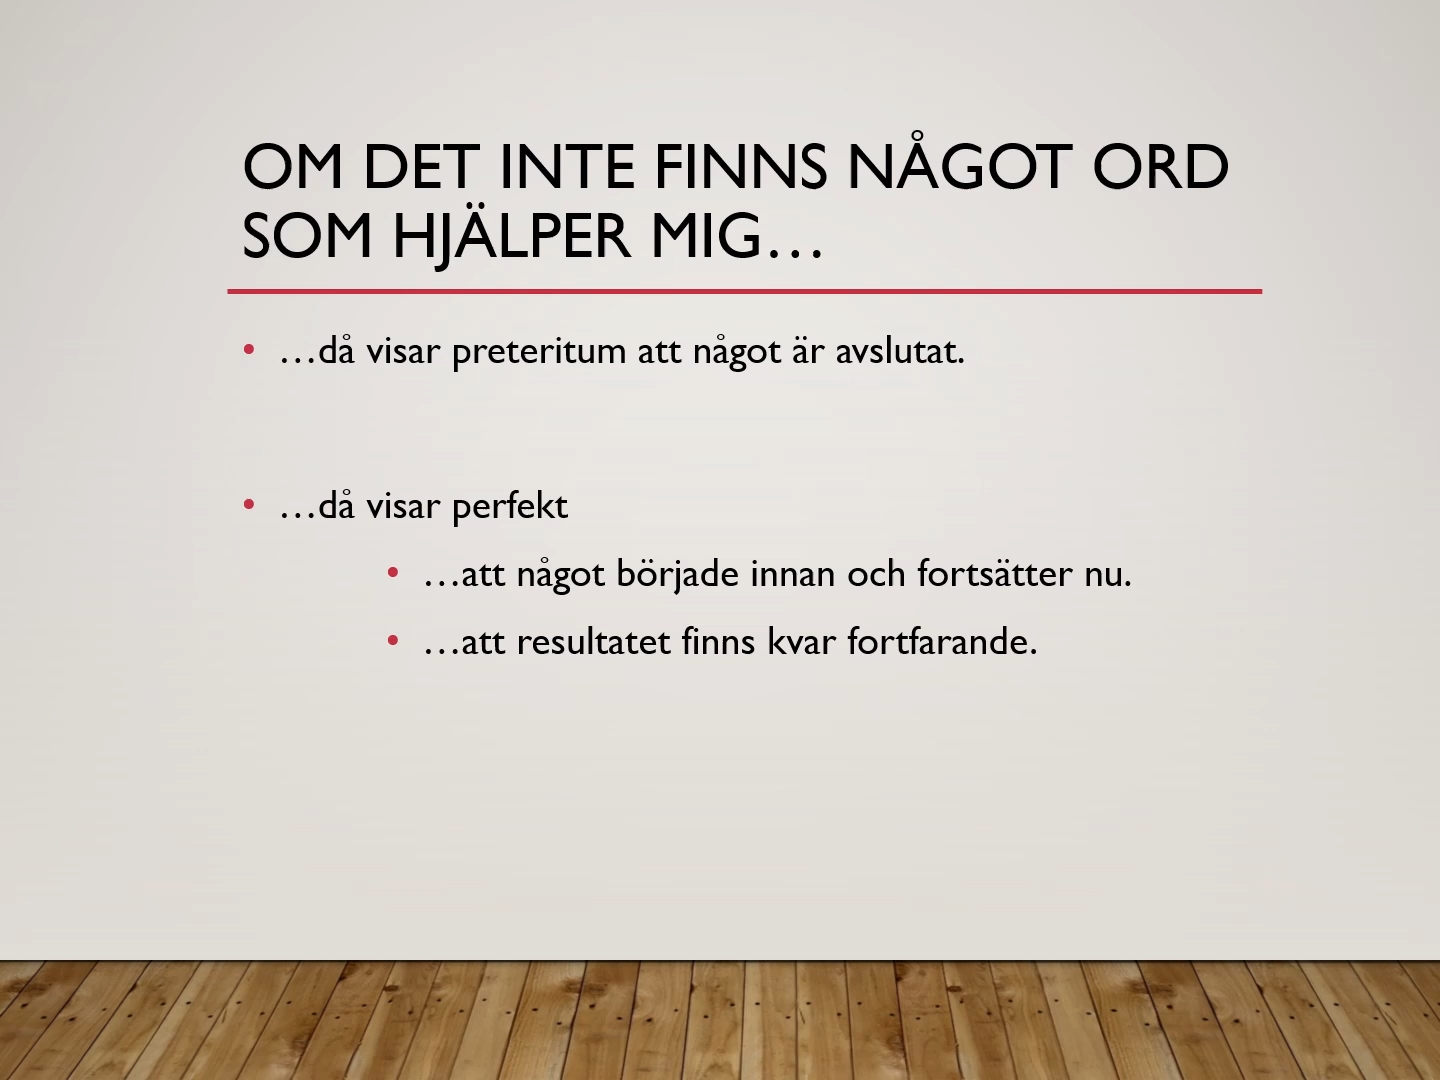 OM DET INTE FINNS NÅGOT ORD
SOM HJÄLPER MIG…
• …då visar preteritum att något är avslutat.
• …då visar perfekt
• …att något började innan och fortsätter nu.
• …att resultatet finns kvar fortfarande.